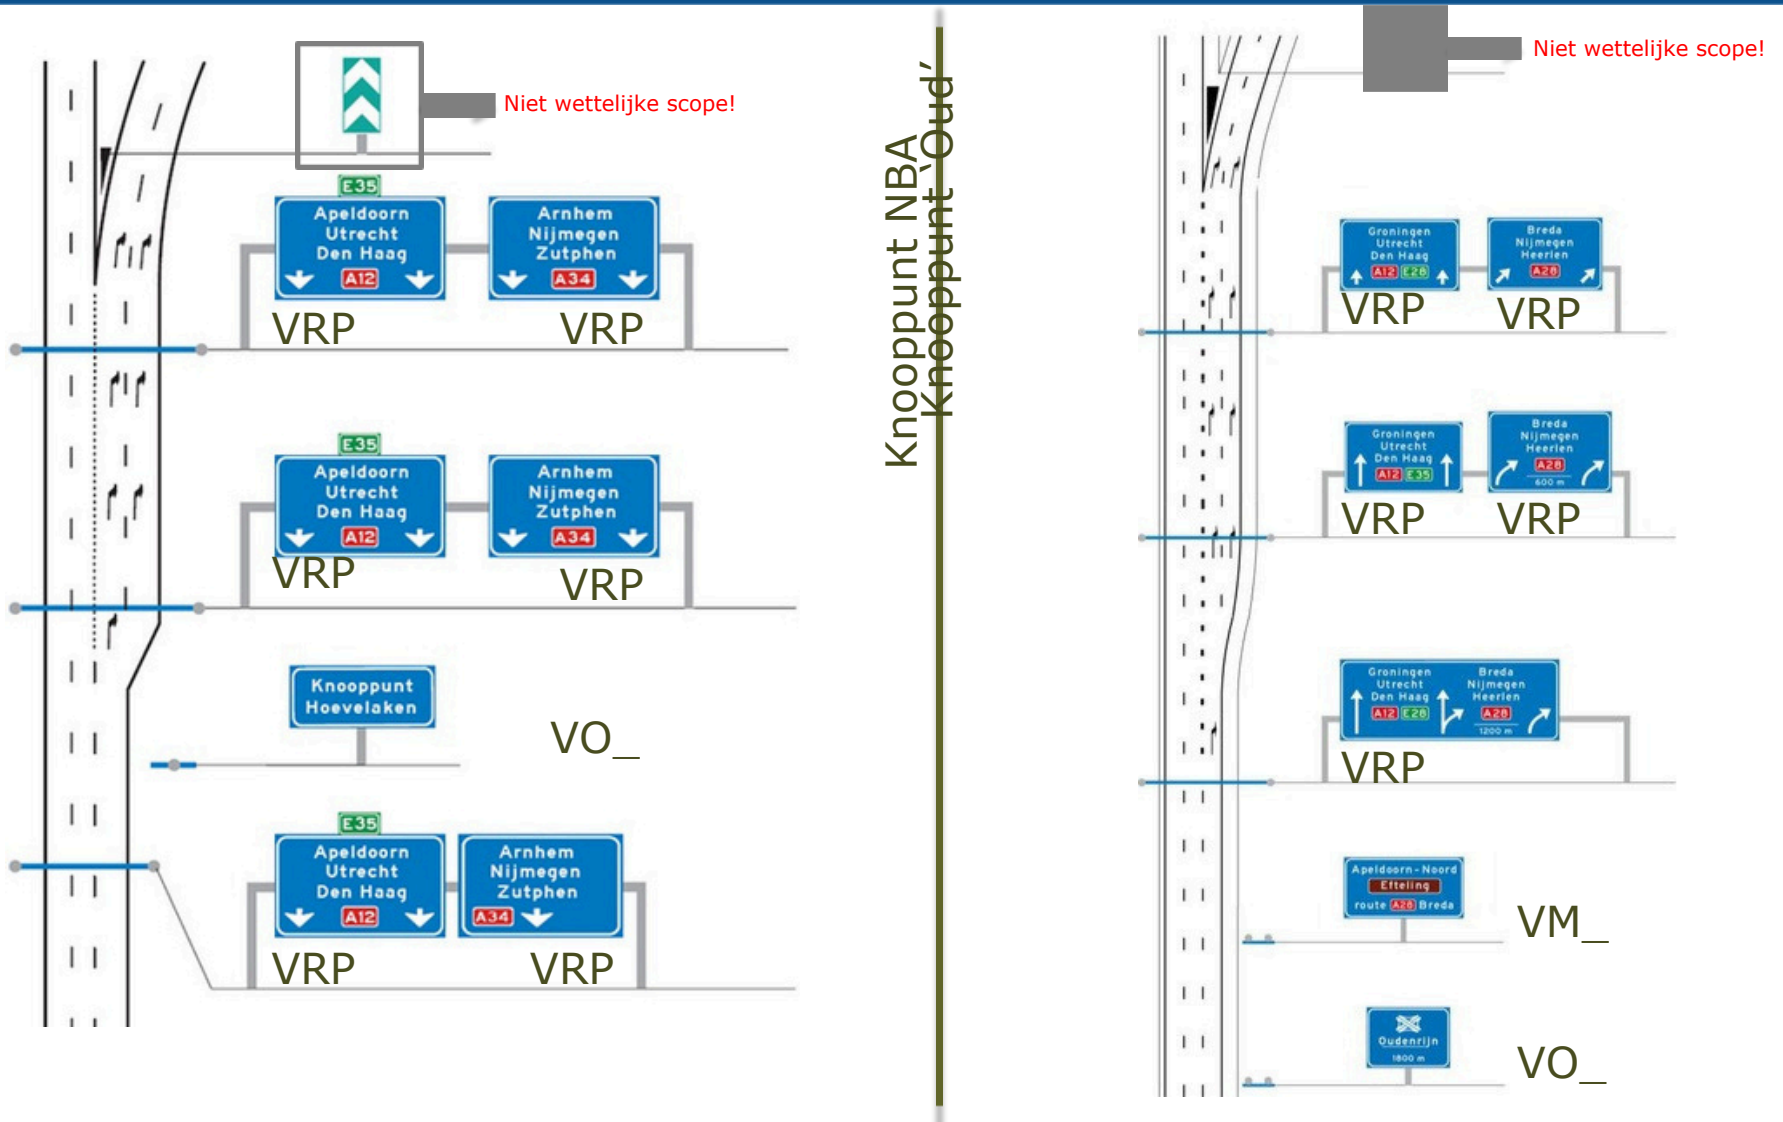 Niet wettelijke scope!
E35
Apeldoorn
Utrecht
Den Haag
A12
Arnhem
Nijmegen
Zutphen
A34
VRP
VRP
E35
Apeldoorn
Utrecht
Den Haag
A12
Arnhem
Nijmegen
Zutphen
A34
VRP
VRP
Knooppunt
Hoevelaken
VO_
E35
Apeldoorn
Utrecht
Den Haag
A12
Arnhem
Nijmegen
Zutphen
A34
VRP
VRP
Knooppunt NBA
Knooppunt ‘Oud’
Niet wettelijke scope!
Groningen
Utrecht
Den Haag
A12 E28
Breda
Nijmegen
Heerlen
A28
VRP
VRP
Groningen
Utrecht
Den Haag
A12 E35
Breda
Nijmegen
Heerlen
A28
600 m
VRP
VRP
Groningen
Utrecht
Den Haag
A12 E28
Breda
Nijmegen
Heerlen
A28
1200 m
VRP
Apeldoorn-Noord
Efteling
route A28 Breda
VM_
Oudenrijn
1800 m
VO_